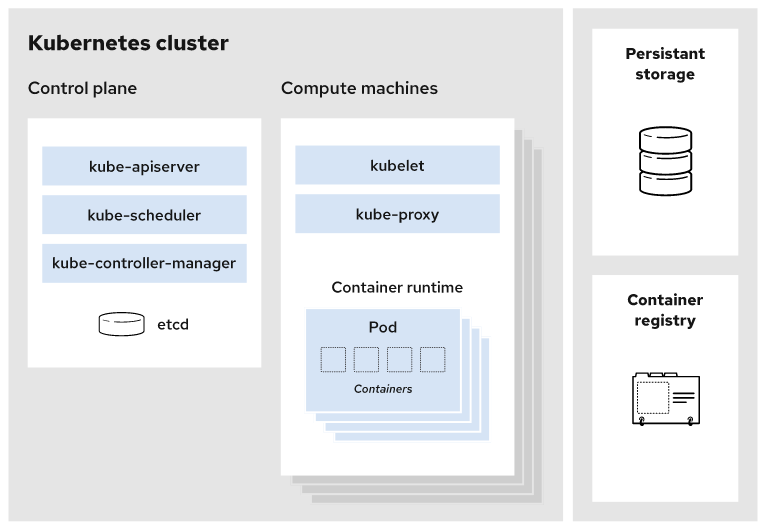 Kubernetes cluster
Control plane
kube-apiserver
kube-scheduler
kube-controller-manager
etcd
Compute machines
kubelet
kube-proxy
Container runtime
Pod
Containers
Persistant
storage
Container
registry